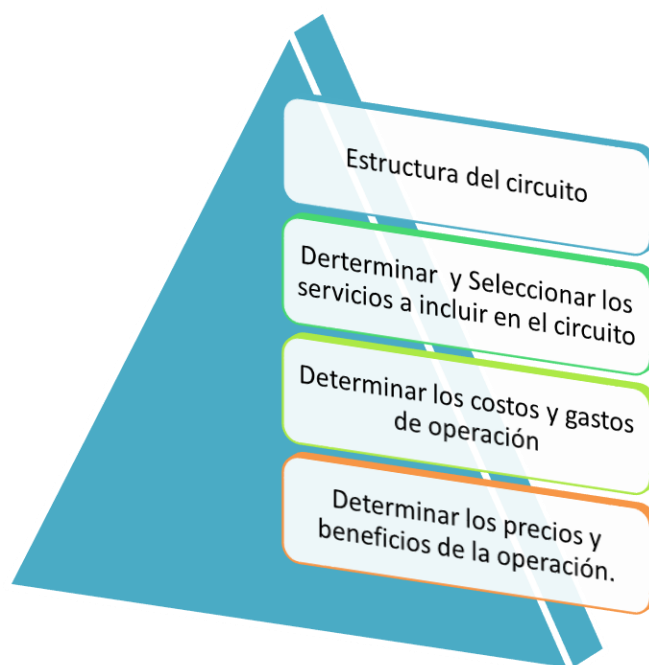 Estructura del circuito
Derterminar y Seleccionar los
servicios a incluir en el circuito
Determinar los costos y gastos
de operación
Determinar los precios y
beneficios de la operación.